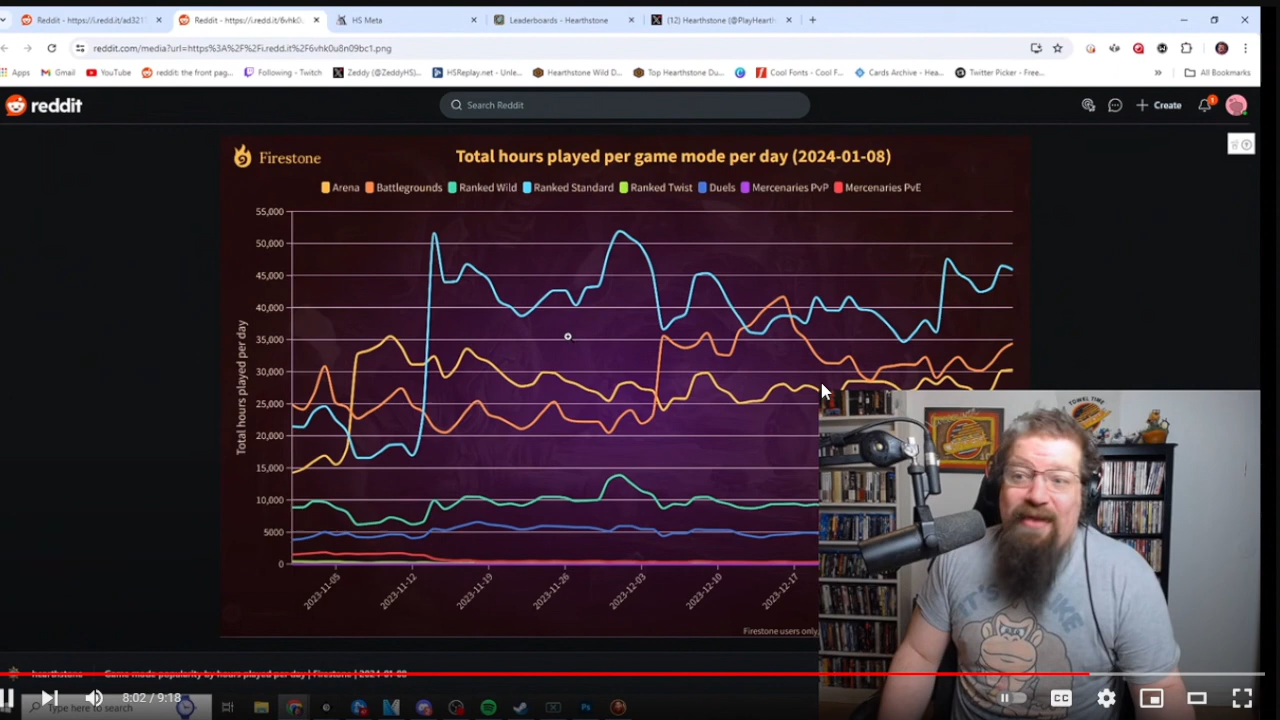 Reddit - https://i.redd.it/ad321
Reddit - https://i.redd.it/6vhk0
HS Meta
Leaderboards - Hearthstone
(12) Hearthstone (@PlayHearth
reddit.com/media?url=https%3A%2F%2Fi.redd.it%2F6vhk0u8n09bc1.png
Apps
Gmail
YouTube
reddit: the front pag...
Following - Twitch
Zeddy (@ZeddyHS)...
HSReplay.net - Unle...
Hearthstone Wild D...
Top Hearthstone Du...
Cool Fonts - Cool F...
Cards Archive - Hea...
Twitter Picker - Free...
»
All Bookmarks
reddit
Search Reddit
Create
1
Firestone
Total hours played per game mode per day (2024-01-08)
Arena Battlegrounds Ranked Wild Ranked Standard Ranked Twist Duels Mercenaries PvP Mercenaries PvE
55,000
50,000
45,000
40,000
35,000
30,000
25,000
20,000
15,000
10,000
5000
0
Total hours played per day
2023-11-05
2023-11-12
2023-11-19
2023-11-26
2023-12-03
2023-12-10
2023-12-17
Firestone users only,
TOWEL TIME
IT'S
hearthstone
Game mode popularity by hours played per day | Firestone | 2024-01-08
8:02 / 9:18
Type here to search
CC